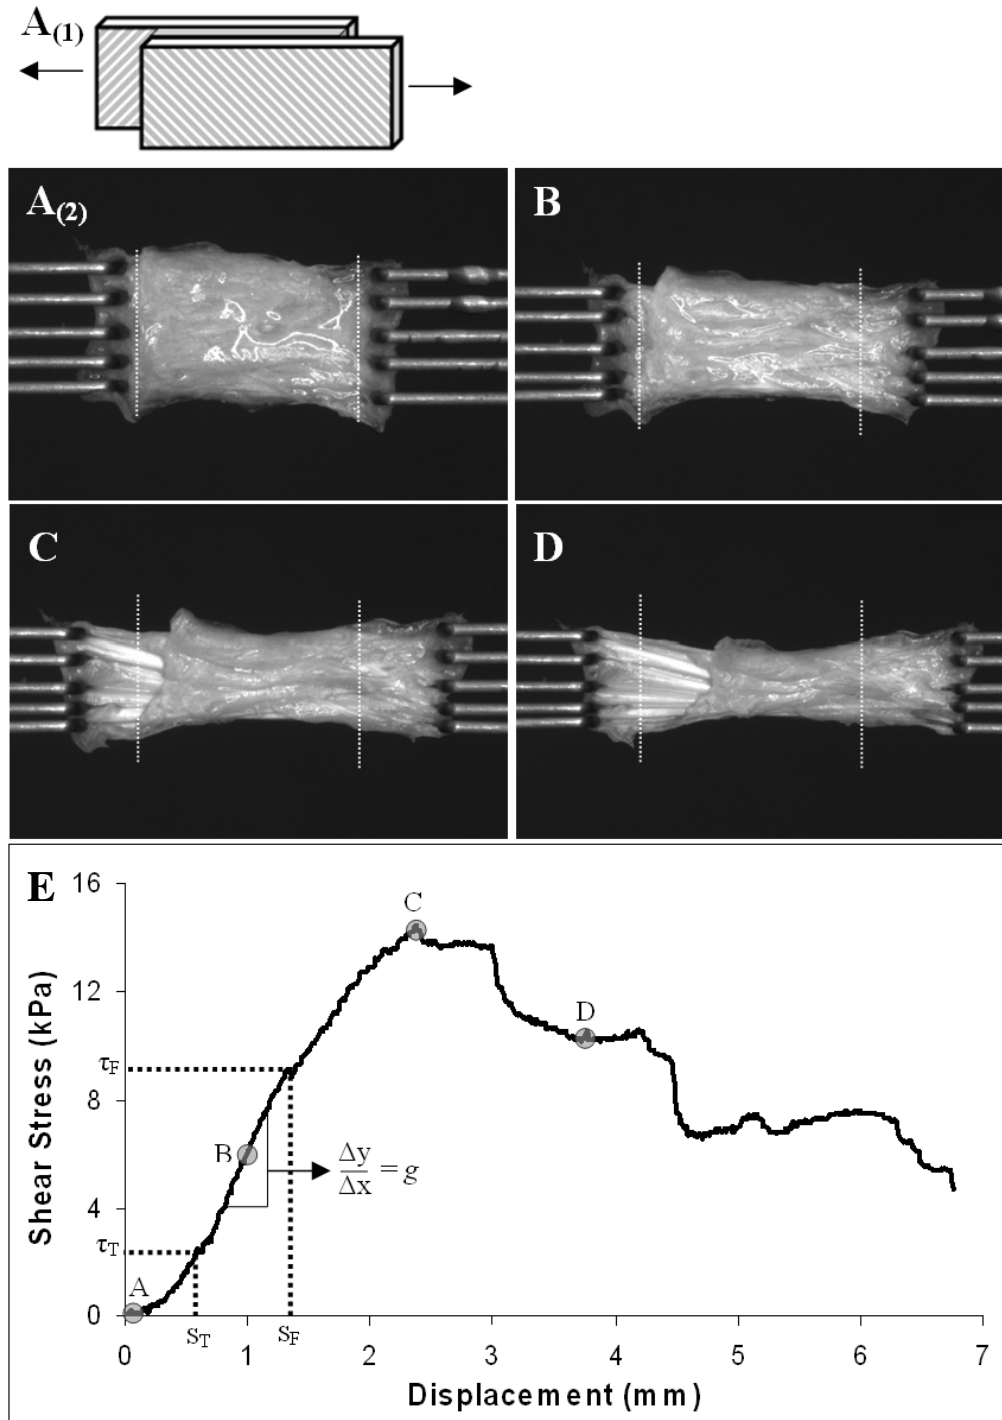 A(1)
A(2)
B
C
D
E
16
12
8
4
0
Shear Stress (kPa)
τF
τT
A
B
C
D
Δy
Δx
= g
sT
sF
0 1 2 3 4 5 6 7
Displacement (mm)